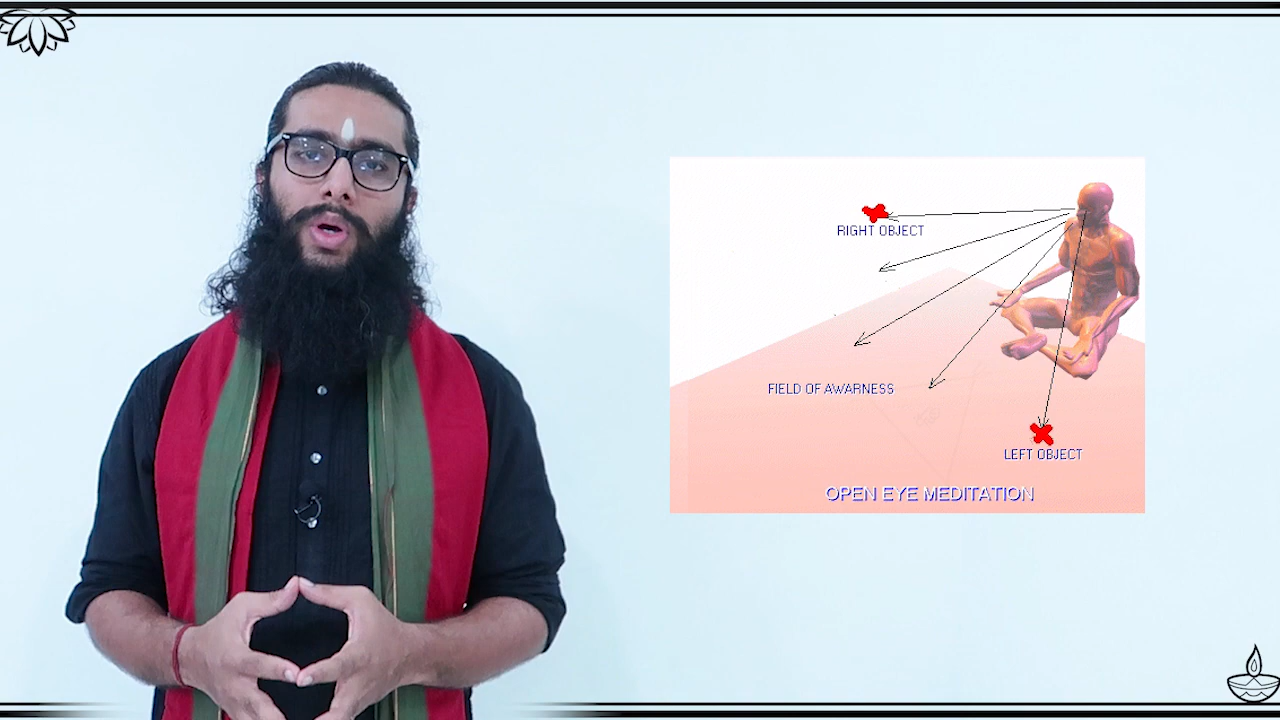 RIGHT OBJECT
FIELD OF AWARNESS
LEFT OBJECT
OPEN EYE MEDITATION